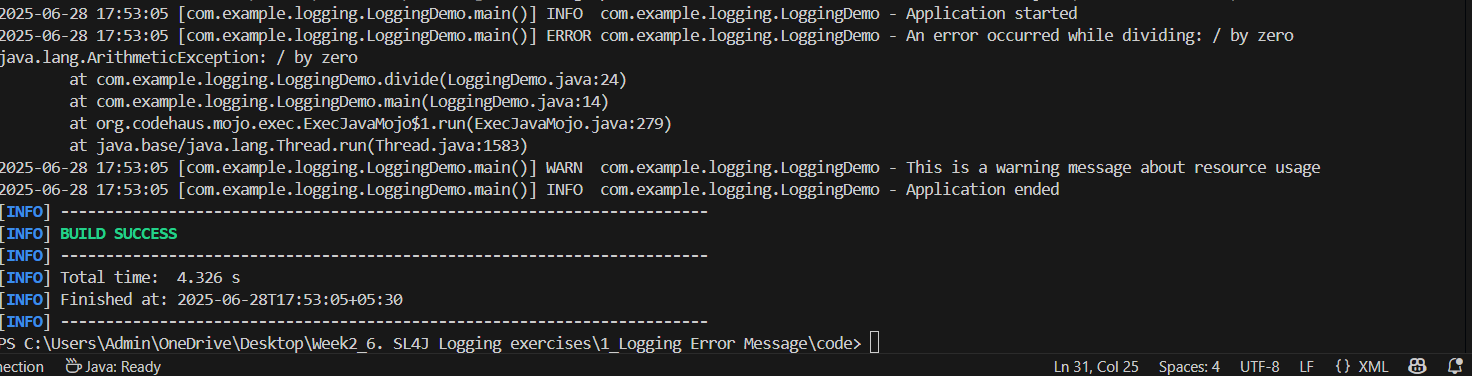 2025-06-28 17:53:05 [com.example.logging.LoggingDemo.main()] INFO  com.example.logging.LoggingDemo - Application started
2025-06-28 17:53:05 [com.example.logging.LoggingDemo.main()] ERROR com.example.logging.LoggingDemo - An error occurred while dividing: / by zero
java.lang.ArithmeticException: / by zero
        at com.example.logging.LoggingDemo.divide(LoggingDemo.java:24)
        at com.example.logging.LoggingDemo.main(LoggingDemo.java:14)
        at org.codehaus.mojo.exec.ExecJavaMojo$1.run(ExecJavaMojo.java:279)
        at java.base/java.lang.Thread.run(Thread.java:1583)
2025-06-28 17:53:05 [com.example.logging.LoggingDemo.main()] WARN  com.example.logging.LoggingDemo - This is a warning message about resource usage
2025-06-28 17:53:05 [com.example.logging.LoggingDemo.main()] INFO  com.example.logging.LoggingDemo - Application ended
[INFO] ------------------------------------------------------------------------
[INFO] BUILD SUCCESS
[INFO] ------------------------------------------------------------------------
[INFO] Total time:  4.326 s
[INFO] Finished at: 2025-06-28T17:53:05+05:30
[INFO] ------------------------------------------------------------------------
PS C:\Users\Admin\OneDrive\Desktop\Week2_6. SL4J Logging exercises\1_Logging Error Message\code>
nection Java: Ready Ln 31, Col 25 Spaces: 4 UTF-8 LF {} XML